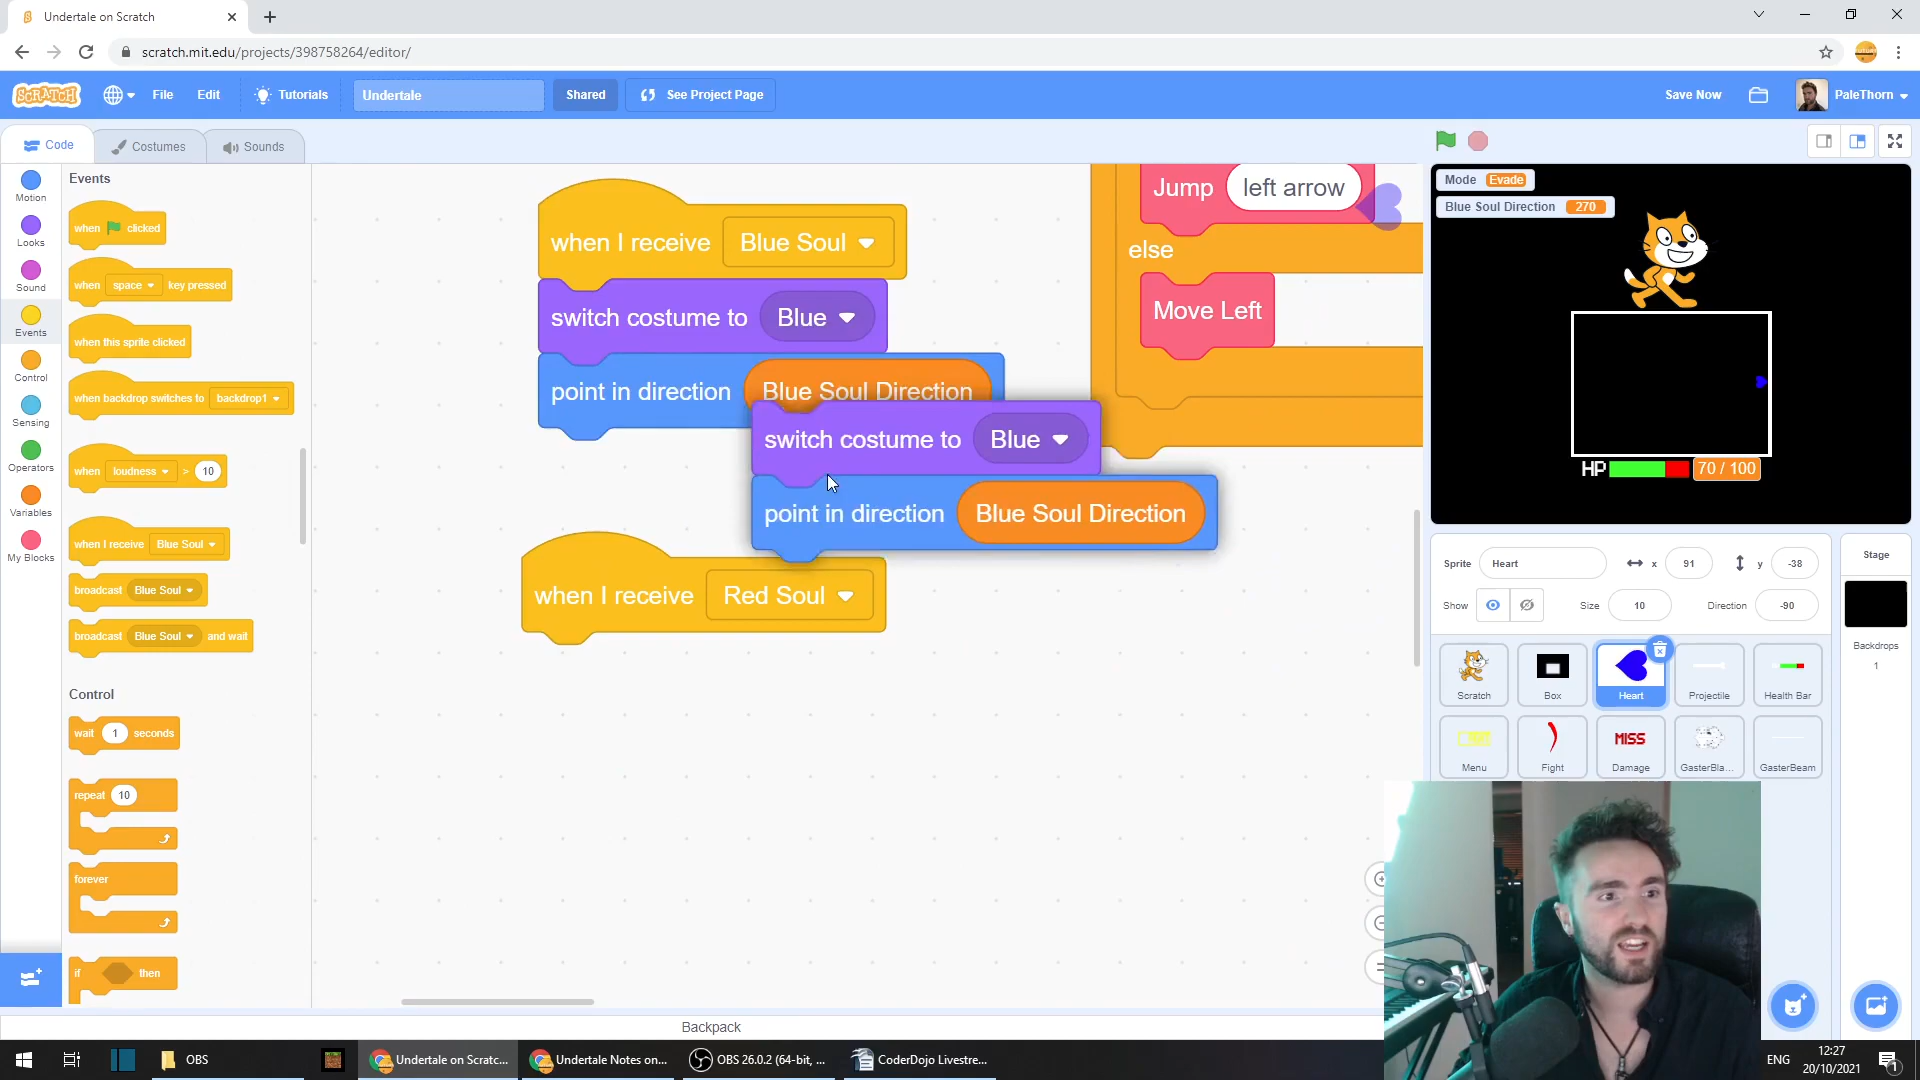 Undertale on Scratch
scratch.mit.edu/projects/398758264/editor/
SCRATCH
File
Edit
Tutorials
Undertale
Shared
See Project Page
Save Now
PaleThorn
Code
Costumes
Sounds
Motion
Looks
Sound
Events
Control
Sensing
Operators
Variables
My Blocks
Events
when clicked
when space key pressed
when this sprite clicked
when backdrop switches to backdrop1
when loudness > 10
when I receive Blue Soul
broadcast Blue Soul
broadcast Blue Soul and wait
Control
wait 1 seconds
repeat 10
forever
if then
when I receive Blue Soul
switch costume to Blue
point in direction Blue Soul Direction
switch costume to Blue
point in direction Blue Soul Direction
when I receive Red Soul
Jump left arrow
else
Move Left
Backpack
Mode Evade
Blue Soul Direction 270
HP 70 / 100
Sprite Heart x 91 y -38
Show Size 10 Direction -90
Scratch
Box
Heart
Projectile
Health Bar
Menu
Fight
MISS
Damage
GasterBla...
GasterBeam
Stage
Backdrops
1
OBS
Undertale on Scratc...
Undertale Notes on...
OBS 26.0.2 (64-bit, ...
CoderDojo Livestre...
ENG
12:27
20/10/2021
1